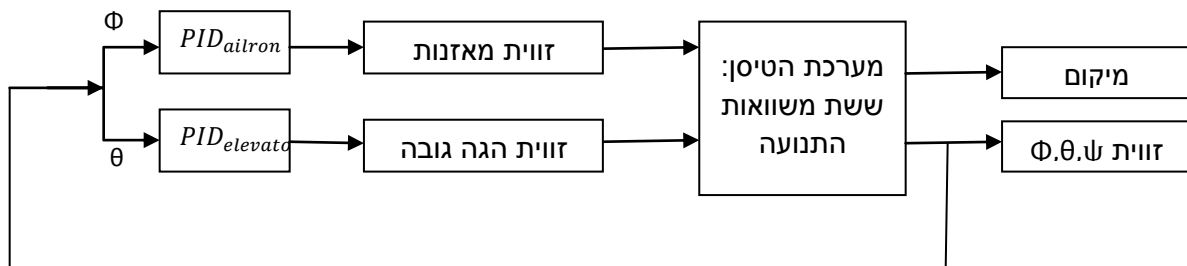 Φ
PID_ailron
זווית מאזנות
מערכת הטיסן:
ששת משוואות
התנועה
מיקום
θ
PID_elevato
זווית הגה גובה
זווית Φ,θ,ψ